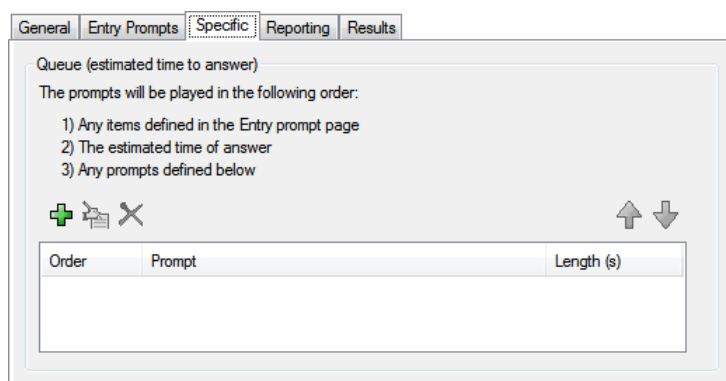 General Entry Prompts Specific Reporting Results
Queue (estimated time to answer)
The prompts will be played in the following order:
1) Any items defined in the Entry prompt page
2) The estimated time of answer
3) Any prompts defined below
Order Prompt Length (s)